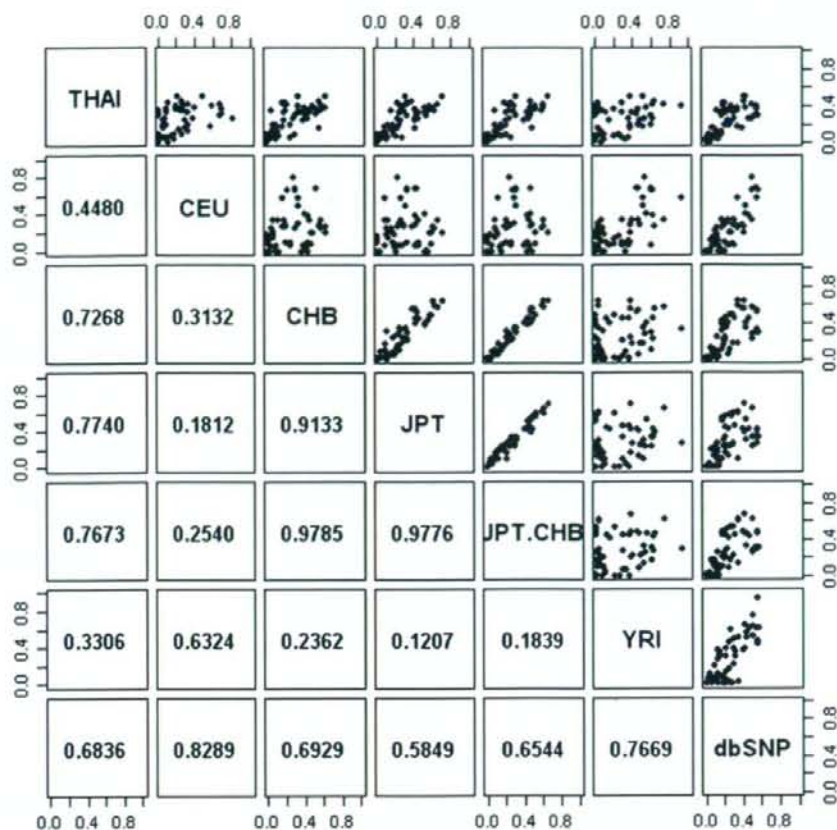 0.0 0.4 0.8 0.0 0.4 0.8 0.0 0.4 0.8
THAI
0.0 0.4 0.8
0.0 0.4 0.8
0.4480 CEU
0.7268 0.3132 CHB
0.0 0.4 0.8
0.0 0.4 0.8
0.7740 0.1812 0.9133 JPT
0.7673 0.2540 0.9785 0.9776 JPT.CHB
0.0 0.4 0.8
0.0 0.4 0.8
0.3306 0.6324 0.2362 0.1207 0.1839 YRI
0.6836 0.8289 0.6929 0.5849 0.6544 0.7669 dbSNP
0.0 0.4 0.8
0.0 0.4 0.8 0.0 0.4 0.8 0.0 0.4 0.8 0.0 0.4 0.8